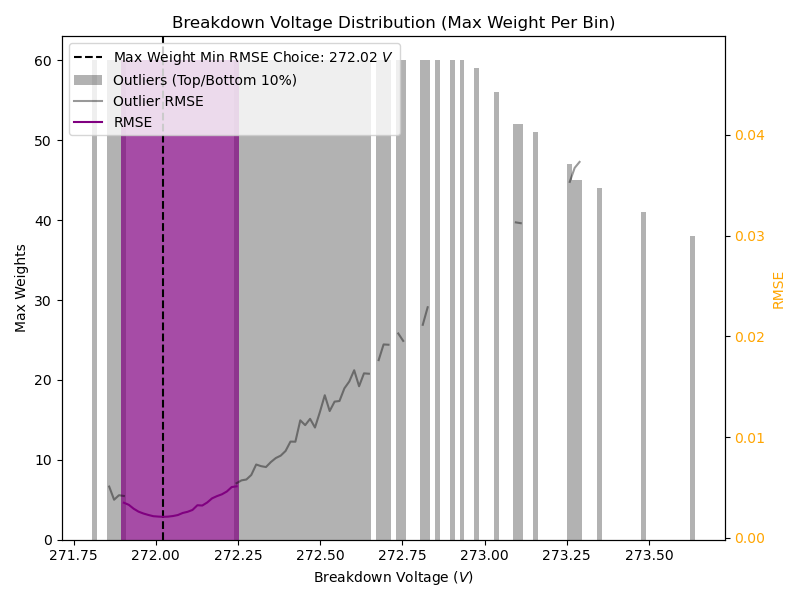 Breakdown Voltage Distribution (Max Weight Per Bin)
Max Weight Min RMSE Choice: 272.02 V
Outliers (Top/Bottom 10%)
Outlier RMSE
RMSE
60
50
40
30
20
10
0
Max Weights
0.04
0.03
0.02
0.01
0.00
RMSE
271.75 272.00 272.25 272.50 272.75 273.00 273.25 273.50
Breakdown Voltage (V)